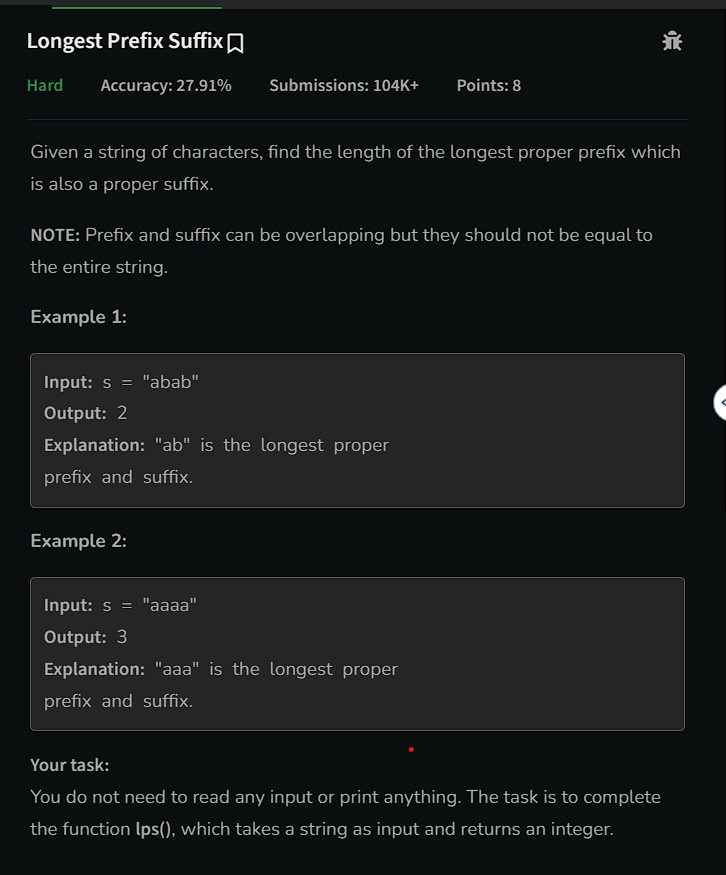 Longest Prefix Suffix
Hard Accuracy: 27.91% Submissions: 104K+ Points: 8
Given a string of characters, find the length of the longest proper prefix which
is also a proper suffix.
NOTE: Prefix and suffix can be overlapping but they should not be equal to
the entire string.
Example 1:
Input: s = "abab"
Output: 2
Explanation: "ab" is the longest proper
prefix and suffix.
Example 2:
Input: s = "aaaa"
Output: 3
Explanation: "aaa" is the longest proper
prefix and suffix.
Your task:
You do not need to read any input or print anything. The task is to complete
the function lps(), which takes a string as input and returns an integer.